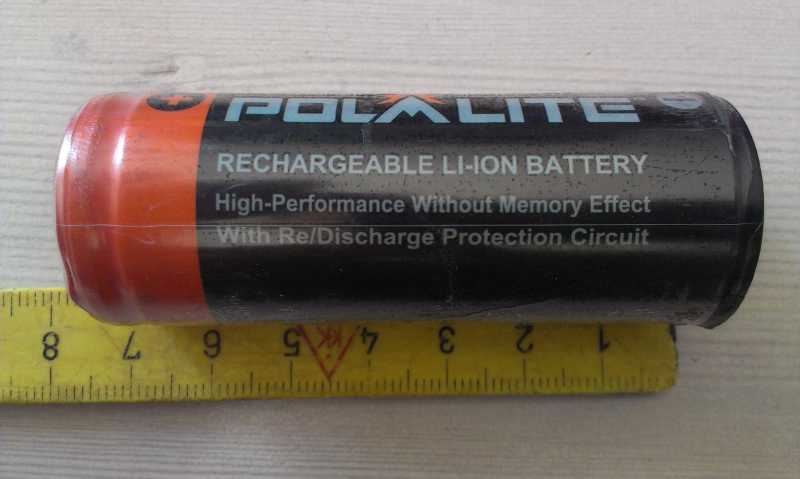 POLALITE
RECHARGEABLE LI-ION BATTERY
High-Performance Without Memory Effect
With Re/Discharge Protection Circuit
8 7 6 5 KK 4 3 2 1